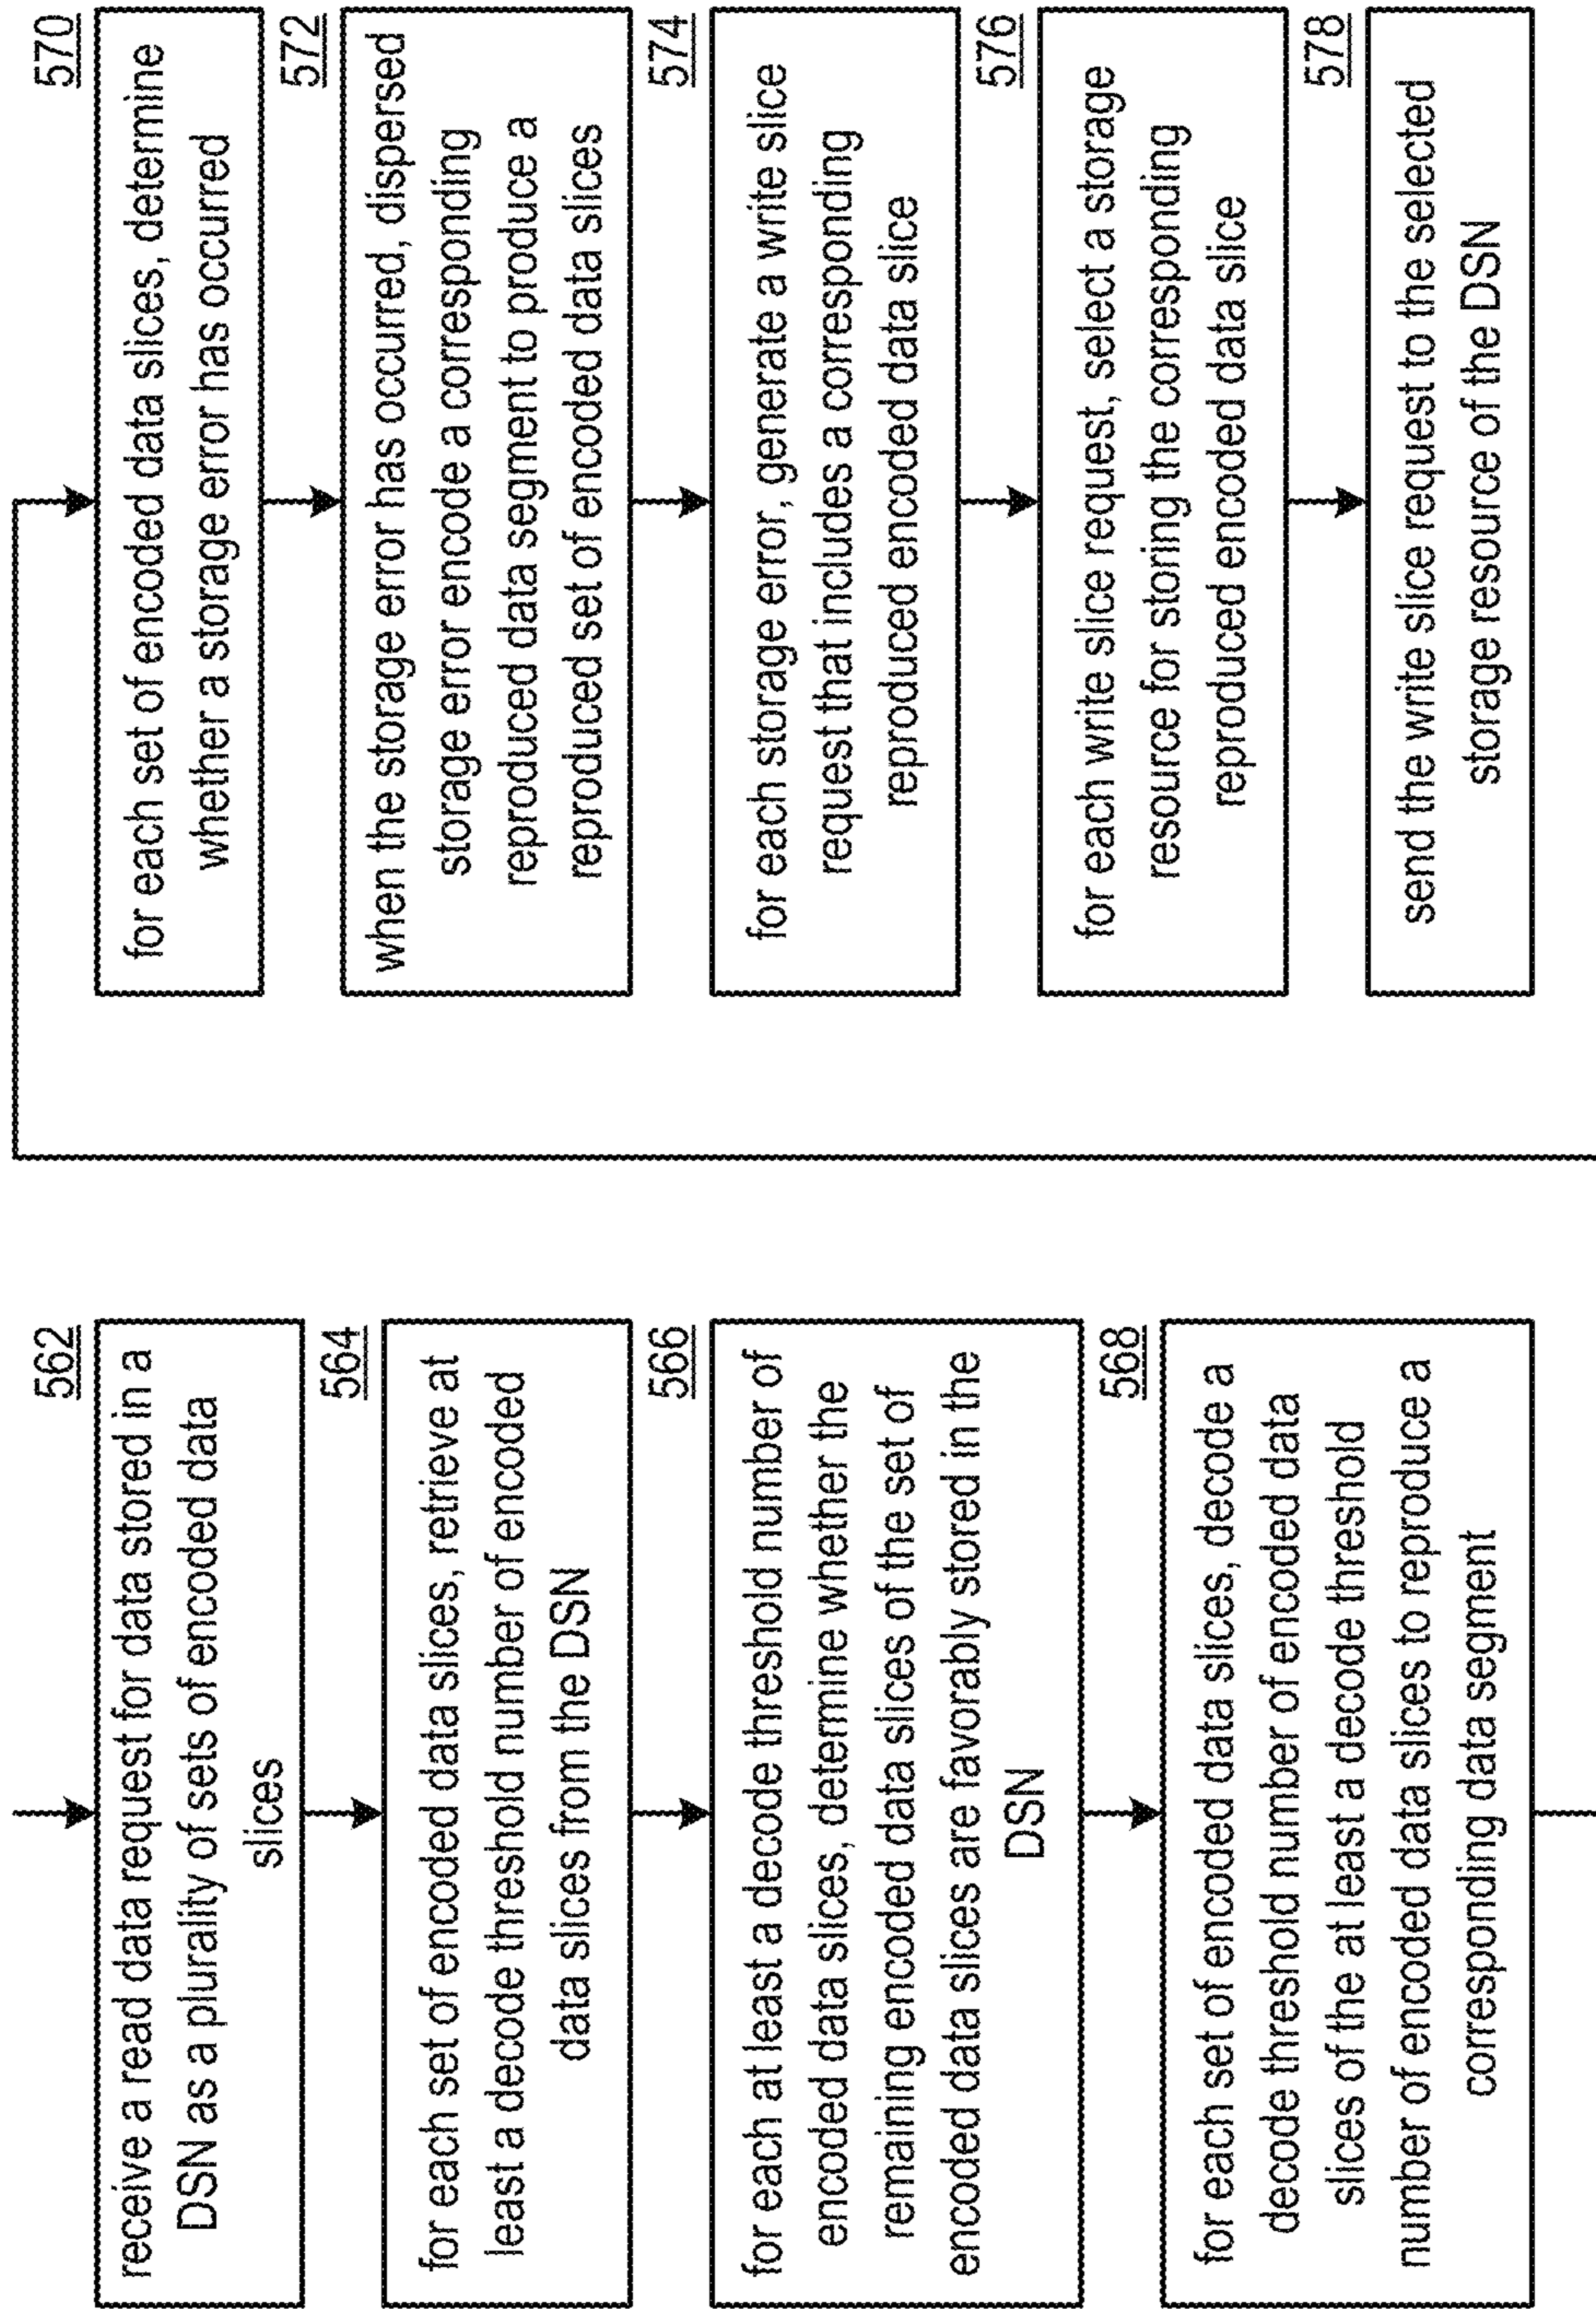 562
receive a read data request for data stored in a
DSN as a plurality of sets of encoded data
slices
564
for each set of encoded data slices, retrieve at
least a decode threshold number of encoded
data slices from the DSN
566
for each at least a decode threshold number of
encoded data slices, determine whether the
remaining encoded data slices of the set of
encoded data slices are favorably stored in the
DSN
568
for each set of encoded data slices, decode a
decode threshold number of encoded data
slices of the at least a decode threshold
number of encoded data slices to reproduce a
corresponding data segment
570
for each set of encoded data slices, determine
whether a storage error has occurred
572
when the storage error has occurred, dispersed
storage error encode a corresponding
reproduced data segment to produce a
reproduced set of encoded data slices
574
for each storage error, generate a write slice
request that includes a corresponding
reproduced encoded data slice
576
for each write slice request, select a storage
resource for storing the corresponding
reproduced encoded data slice
578
send the write slice request to the selected
storage resource of the DSN